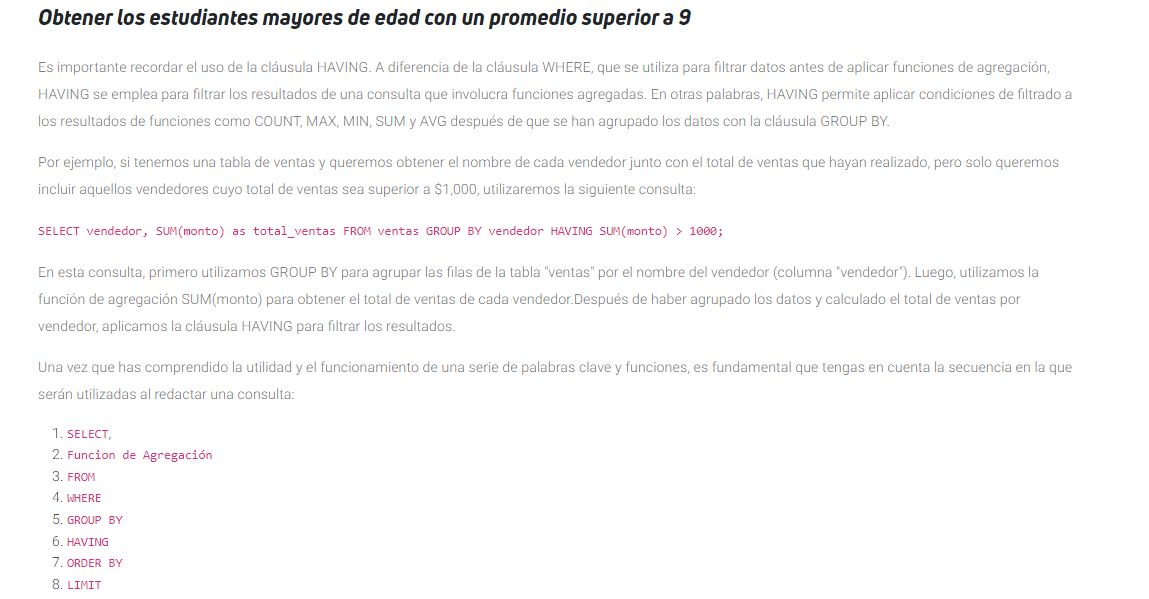 Obtener los estudiantes mayores de edad con un promedio superior a 9
Es importante recordar el uso de la cláusula HAVING. A diferencia de la cláusula WHERE, que se utiliza para filtrar datos antes de aplicar funciones de agregación,
HAVING se emplea para filtrar los resultados de una consulta que involucra funciones agregadas. En otras palabras, HAVING permite aplicar condiciones de filtrado a
los resultados de funciones como COUNT, MAX, MIN, SUM y AVG después de que se han agrupado los datos con la cláusula GROUP BY.
Por ejemplo, si tenemos una tabla de ventas y queremos obtener el nombre de cada vendedor junto con el total de ventas que hayan realizado, pero solo queremos
incluir aquellos vendedores cuyo total de ventas sea superior a $1,000, utilizaremos la siguiente consulta:
SELECT vendedor, SUM(monto) as total_ventas FROM ventas GROUP BY vendedor HAVING SUM(monto) > 1000;
En esta consulta, primero utilizamos GROUP BY para agrupar las filas de la tabla "ventas" por el nombre del vendedor (columna "vendedor"). Luego, utilizamos la
función de agregación SUM(monto) para obtener el total de ventas de cada vendedor.Después de haber agrupado los datos y calculado el total de ventas por
vendedor, aplicamos la cláusula HAVING para filtrar los resultados.
Una vez que has comprendido la utilidad y el funcionamiento de una serie de palabras clave y funciones, es fundamental que tengas en cuenta la secuencia en la que
serán utilizadas al redactar una consulta:
1. SELECT,
2. Funcion de Agregación
3. FROM
4. WHERE
5. GROUP BY
6. HAVING
7. ORDER BY
8. LIMIT